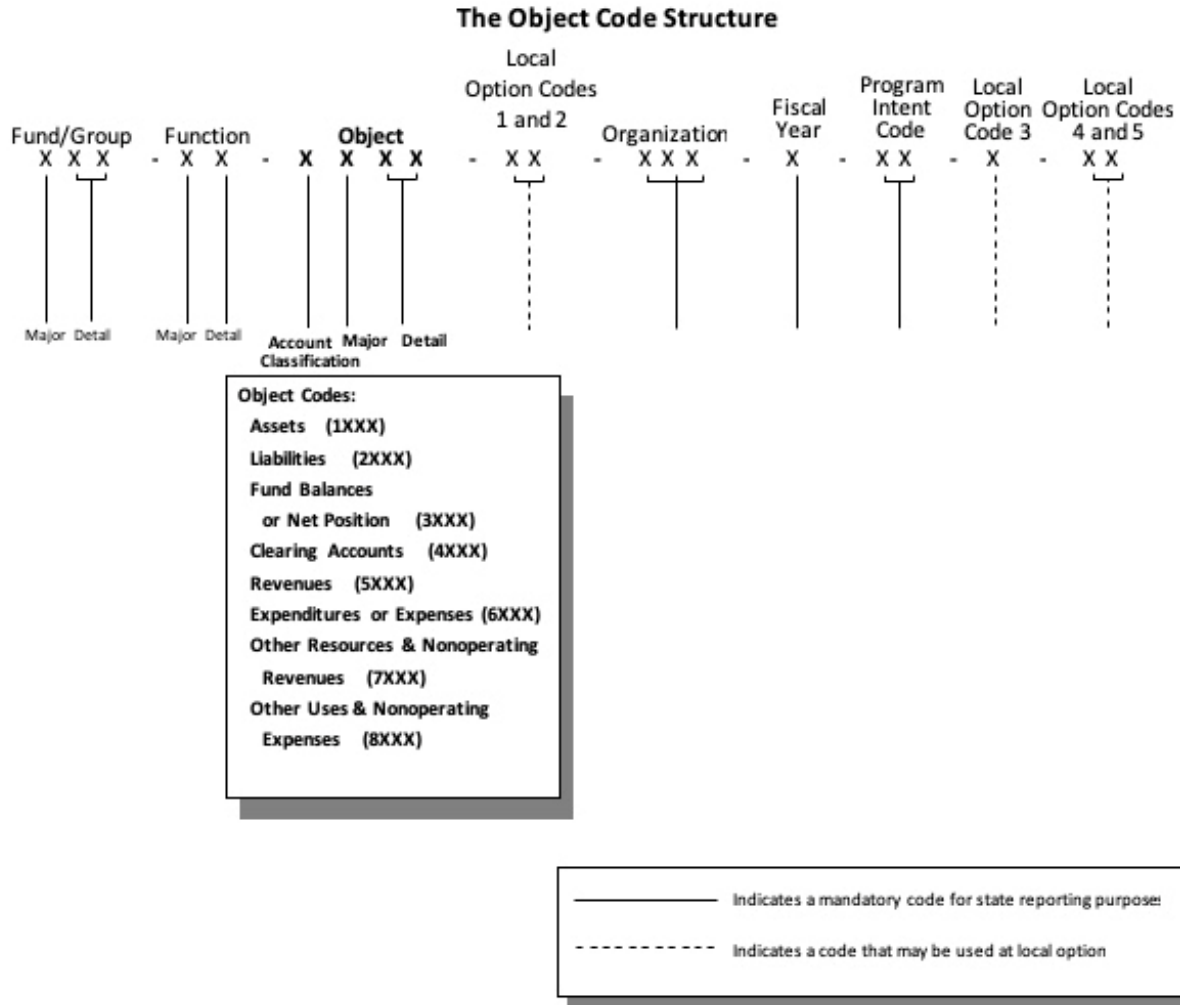 The Object Code Structure
Local
Option Codes
1 and 2
Fiscal
Year
Program
Intent
Code
Local
Option
Code 3
Local
Option Codes
4 and 5
Fund/Group
Function
Object
Organization
X X X - X X - X X X X - X X - X X X - X - X X - X - X X
Major Detail
Major Detail
Account
Classification
Major
Detail
Object Codes:
Assets (1XXX)
Liabilities (2XXX)
Fund Balances
or Net Position (3XXX)
Clearing Accounts (4XXX)
Revenues (5XXX)
Expenditures or Expenses (6XXX)
Other Resources & Nonoperating
Revenues (7XXX)
Other Uses & Nonoperating
Expenses (8XXX)
Indicates a mandatory code for state reporting purposes
Indicates a code that may be used at local option